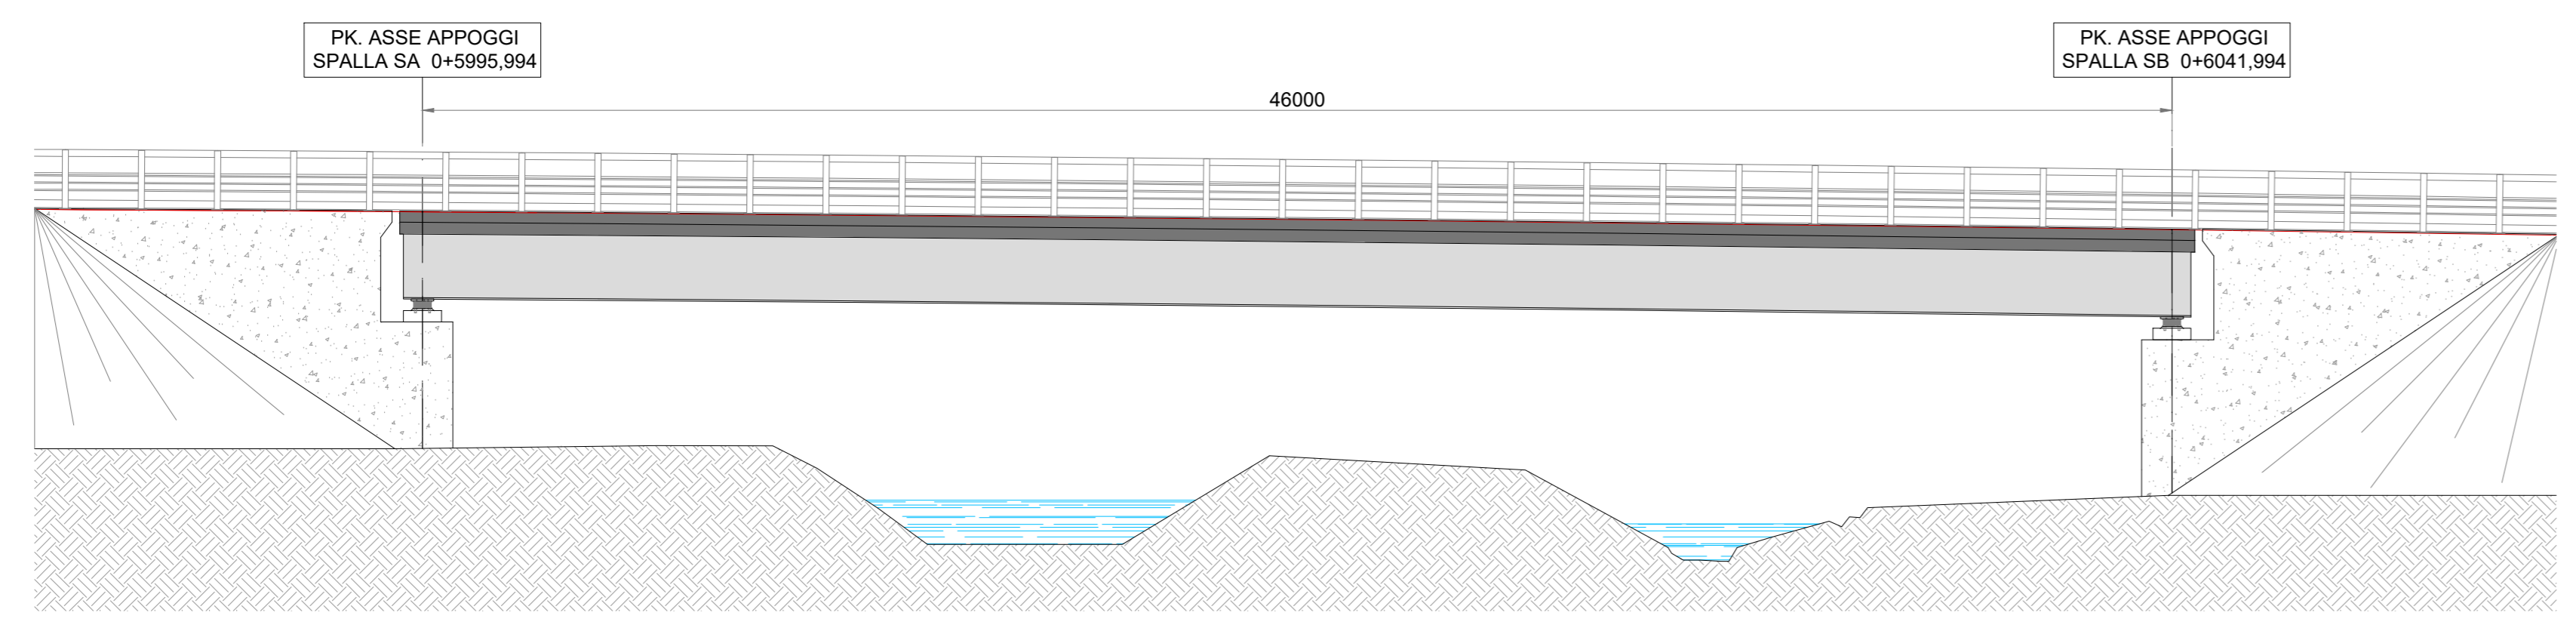 PK. ASSE APPOGGI
SPALLA SA 0+5995,994
PK. ASSE APPOGGI
SPALLA SB 0+6041,994
46000